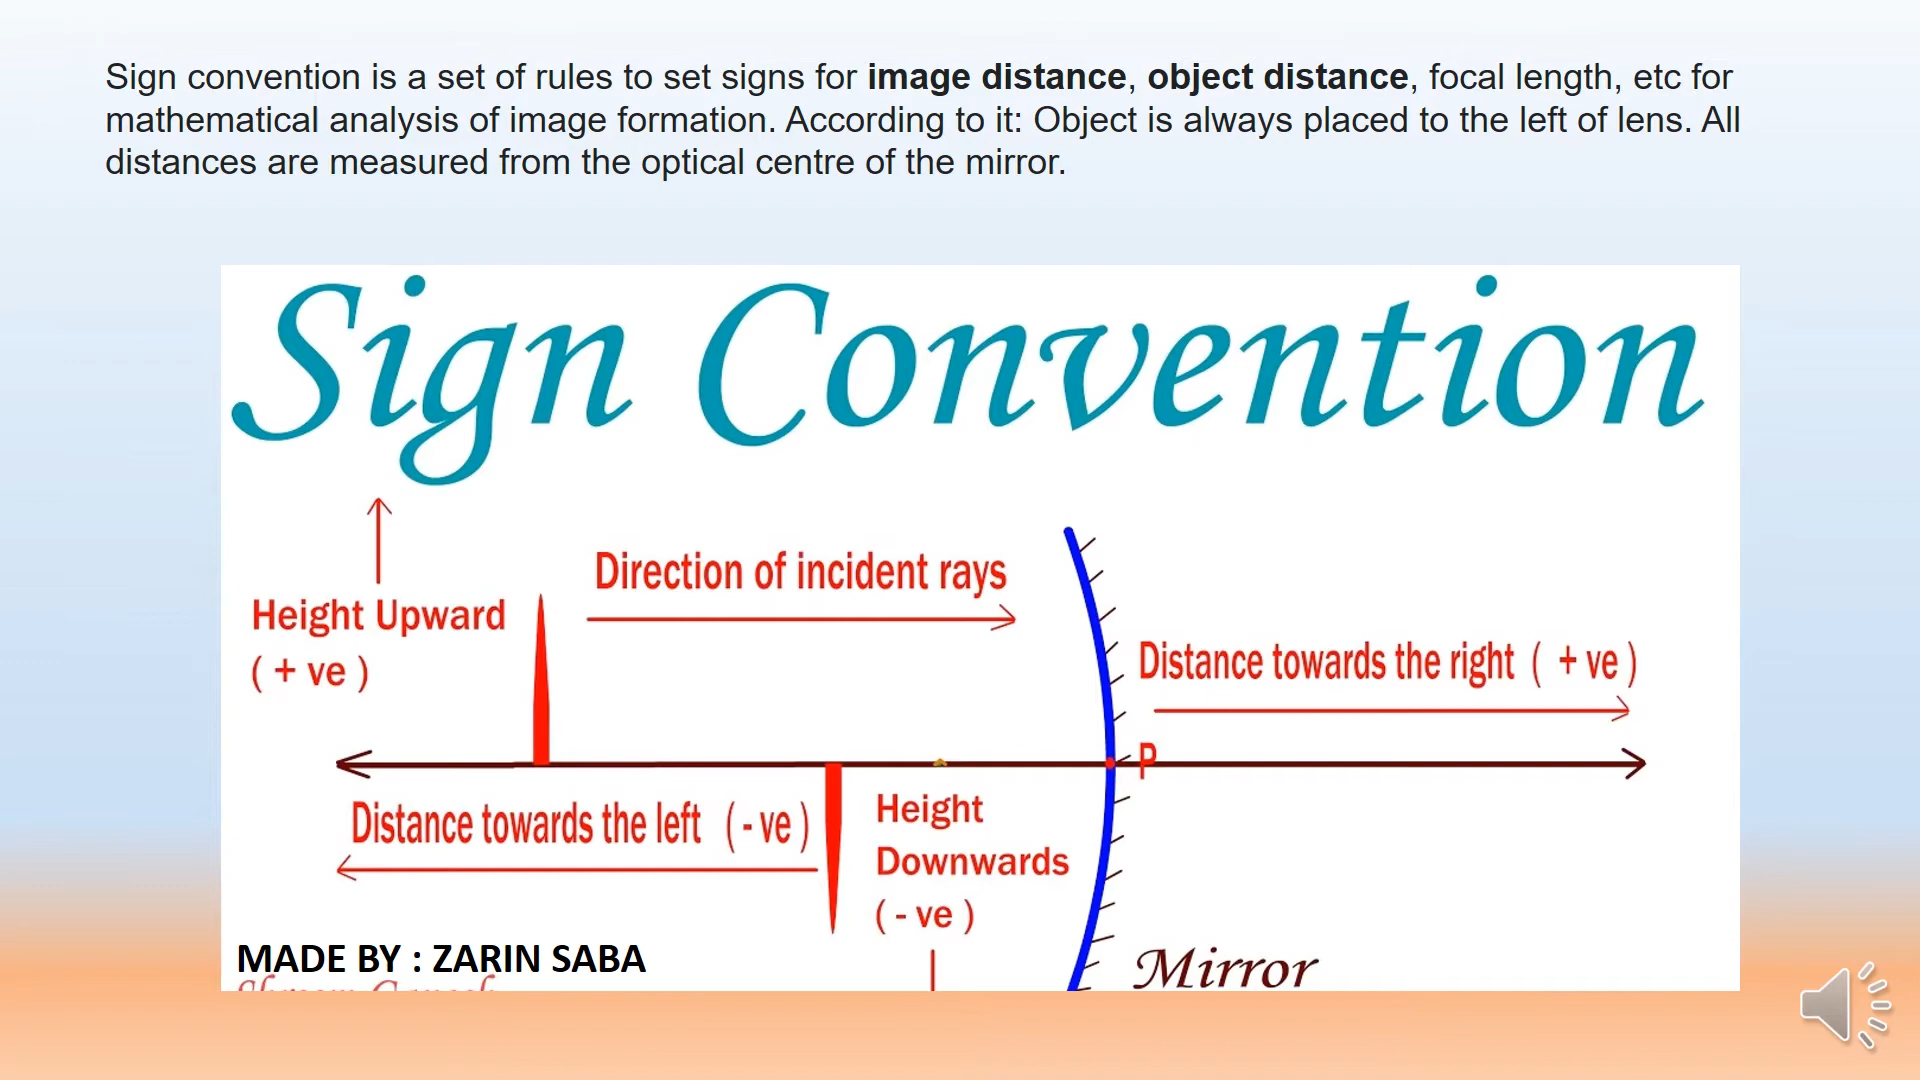 Sign convention is a set of rules to set signs for image distance, object distance, focal length, etc for
mathematical analysis of image formation. According to it: Object is always placed to the left of lens. All
distances are measured from the optical centre of the mirror.
Sign Convention
Direction of incident rays
Height Upward
( + ve )
Distance towards the right ( + ve )
P
Distance towards the left ( - ve )
Height
Downwards
( - ve )
MADE BY : ZARIN SABA
Mirror